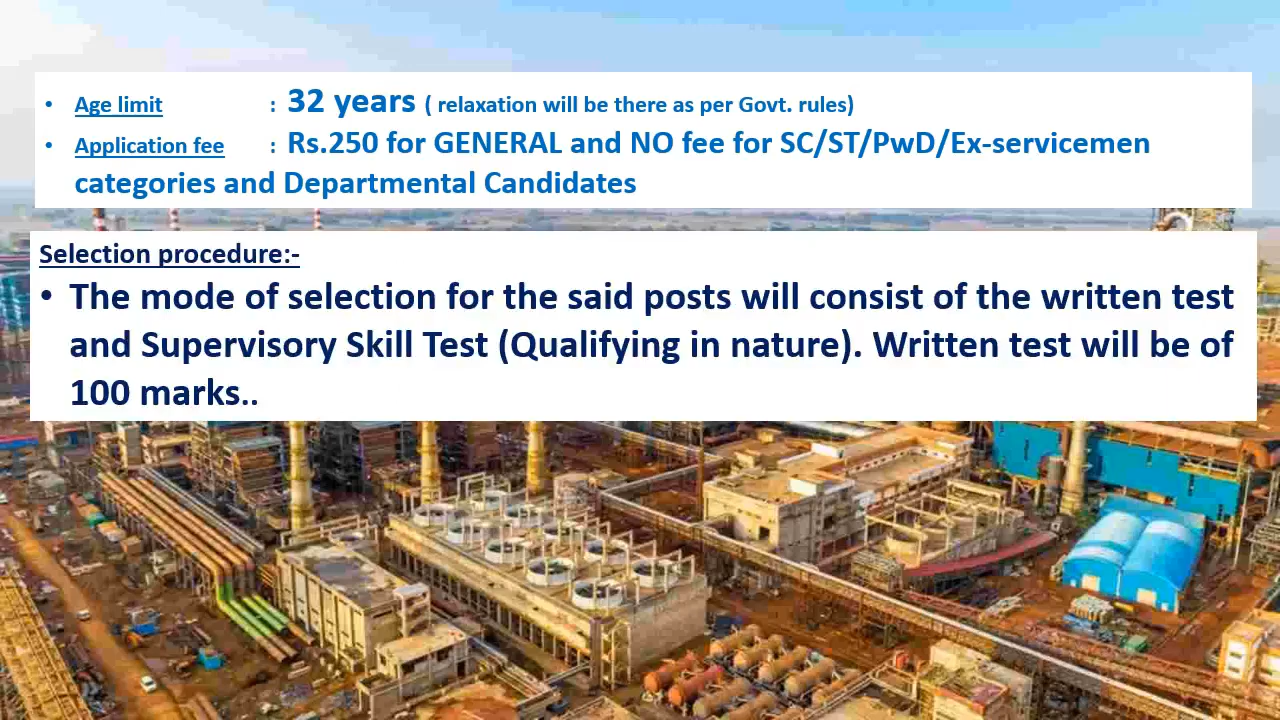 • Age limit : 32 years ( relaxation will be there as per Govt. rules)
• Application fee : Rs.250 for GENERAL and NO fee for SC/ST/PwD/Ex-servicemen
categories and Departmental Candidates
Selection procedure:-
• The mode of selection for the said posts will consist of the written test
and Supervisory Skill Test (Qualifying in nature). Written test will be of
100 marks..